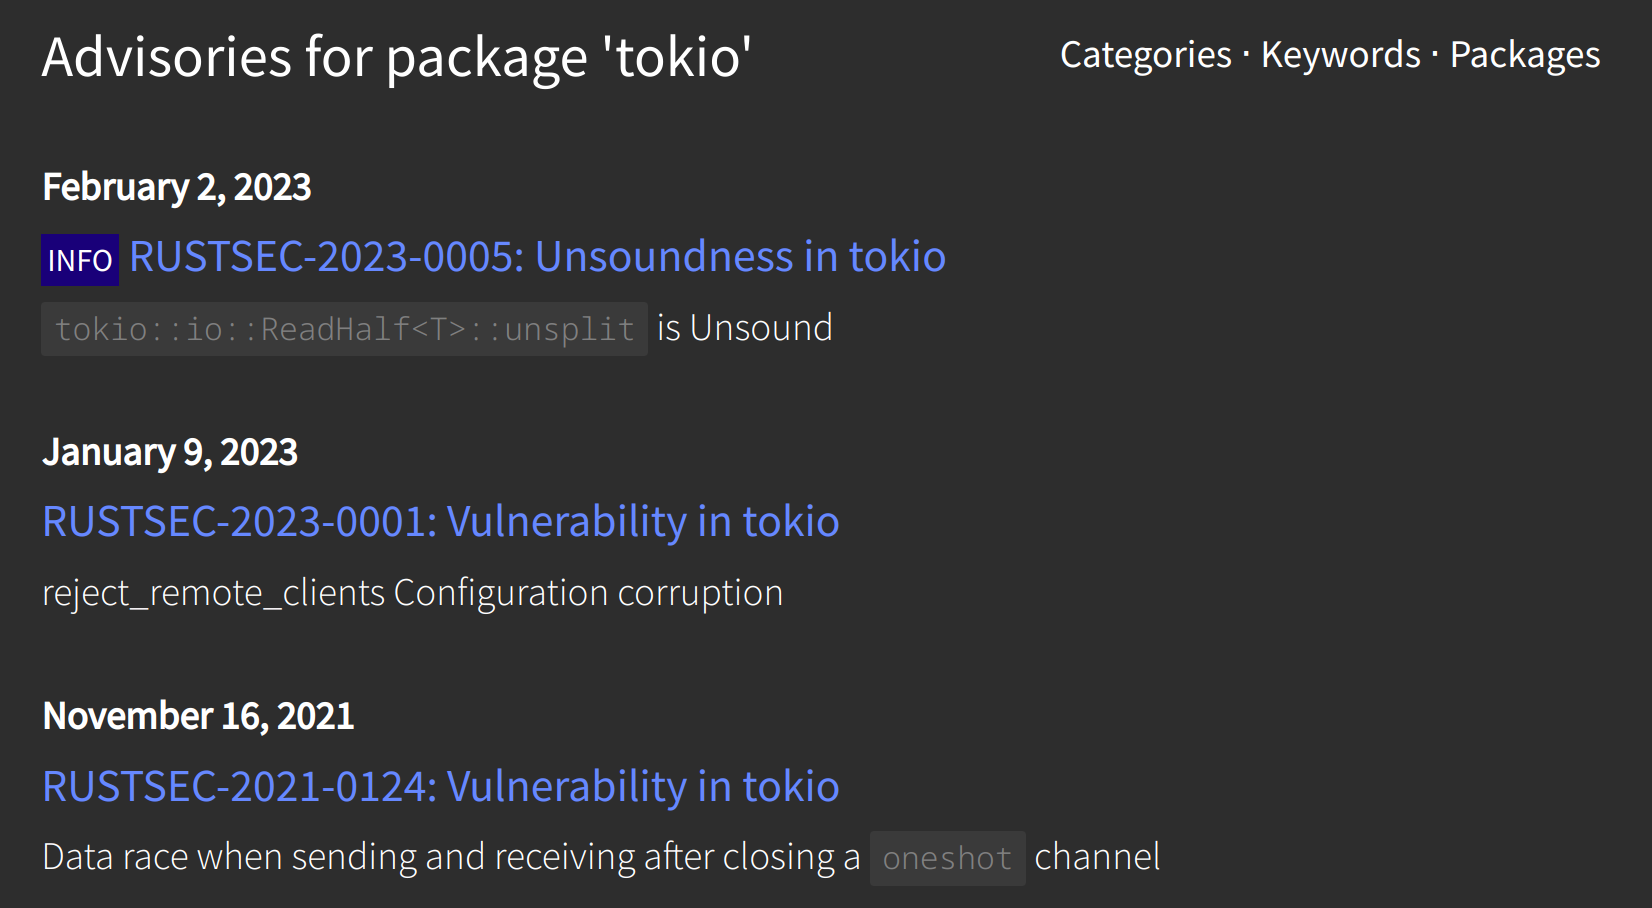 Advisories for package 'tokio'
Categories · Keywords · Packages
February 2, 2023
INFO RUSTSEC-2023-0005: Unsoundness in tokio
tokio::io::ReadHalf<T>::unsplit is Unsound
January 9, 2023
RUSTSEC-2023-0001: Vulnerability in tokio
reject_remote_clients Configuration corruption
November 16, 2021
RUSTSEC-2021-0124: Vulnerability in tokio
Data race when sending and receiving after closing a oneshot channel